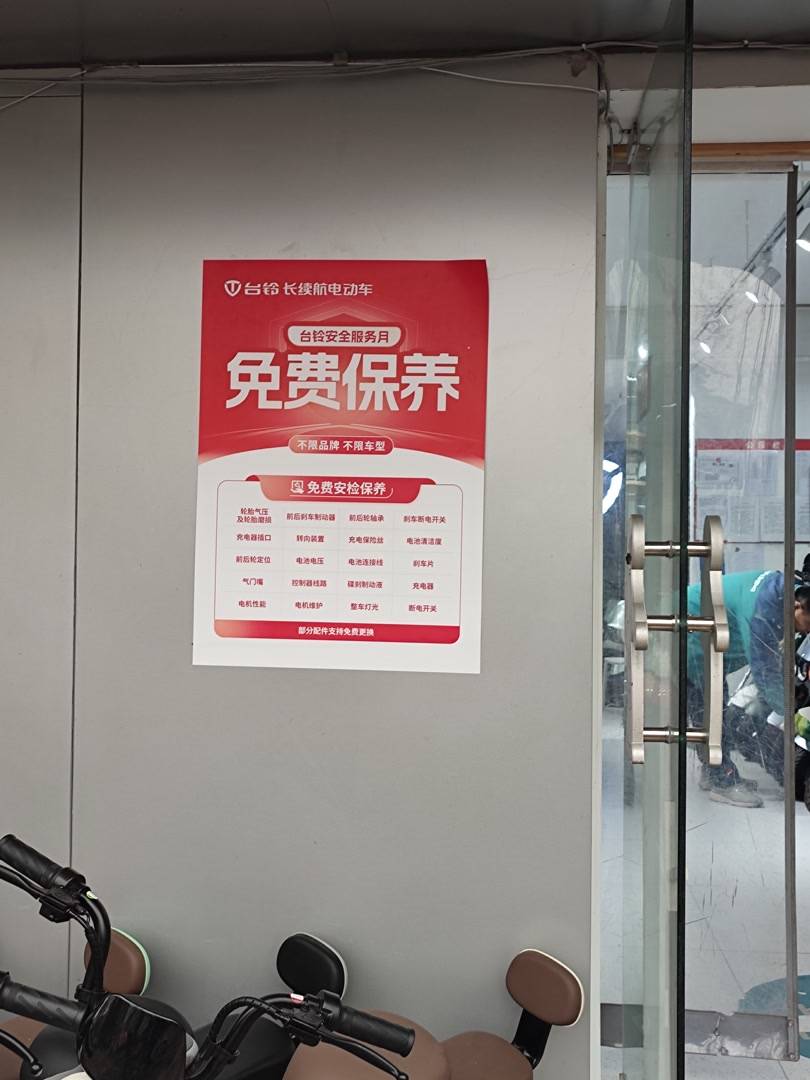 台铃 长续航电动车
台铃安全服务月
免费保养
不限品牌 不限车型
免费安检保养
轮胎气压
及轮胎磨损
前后刹车制动器
前后轮轴承
刹车断电开关
充电器插口
转向装置
充电保险丝
电池清洁度
前后轮定位
电池电压
电池连接线
刹车片
气门嘴
控制器线路
碟刹制动液
充电器
电机性能
电机维护
整车灯光
断电开关
部分配件支持免费更换